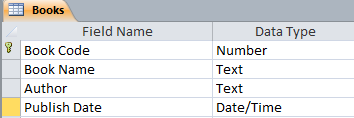 Books
Field Name Data Type
Book Code Number
Book Name Text
Author Text
Publish Date Date/Time